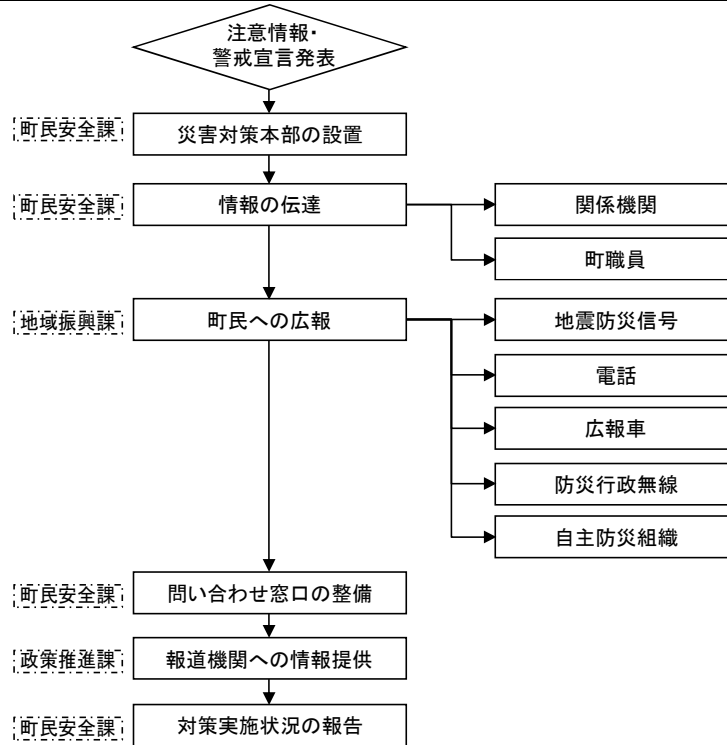 注意情報・
警戒宣言発表
町民安全課
災害対策本部の設置
町民安全課
情報の伝達
関係機関
町職員
地域振興課
町民への広報
地震防災信号
電話
広報車
防災行政無線
自主防災組織
町民安全課
問い合わせ窓口の整備
政策推進課
報道機関への情報提供
町民安全課
対策実施状況の報告